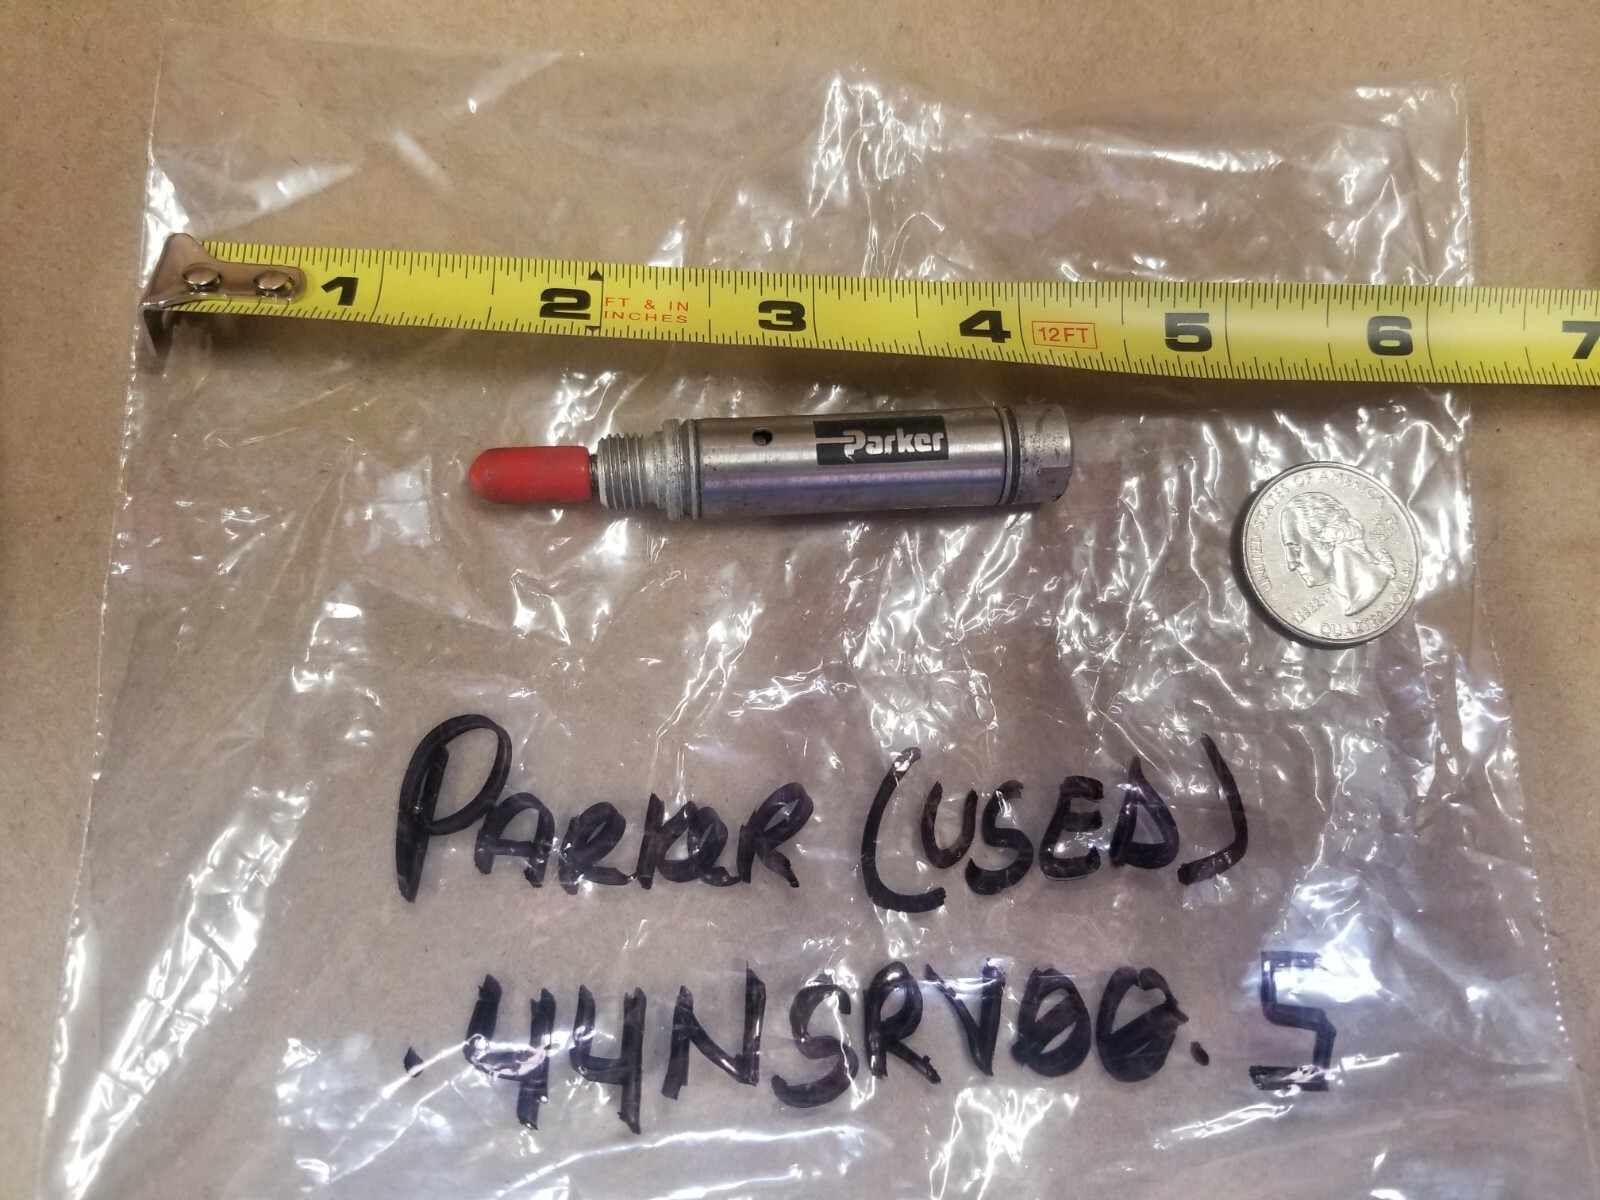 1 2 FT & IN INCHES 3 4 12FT 5 6 7
Parker
UNITED STATES OF AMERICA
LIBERTY
QUARTER DOLLAR
PARKER (USED)
.44NSRV00.5